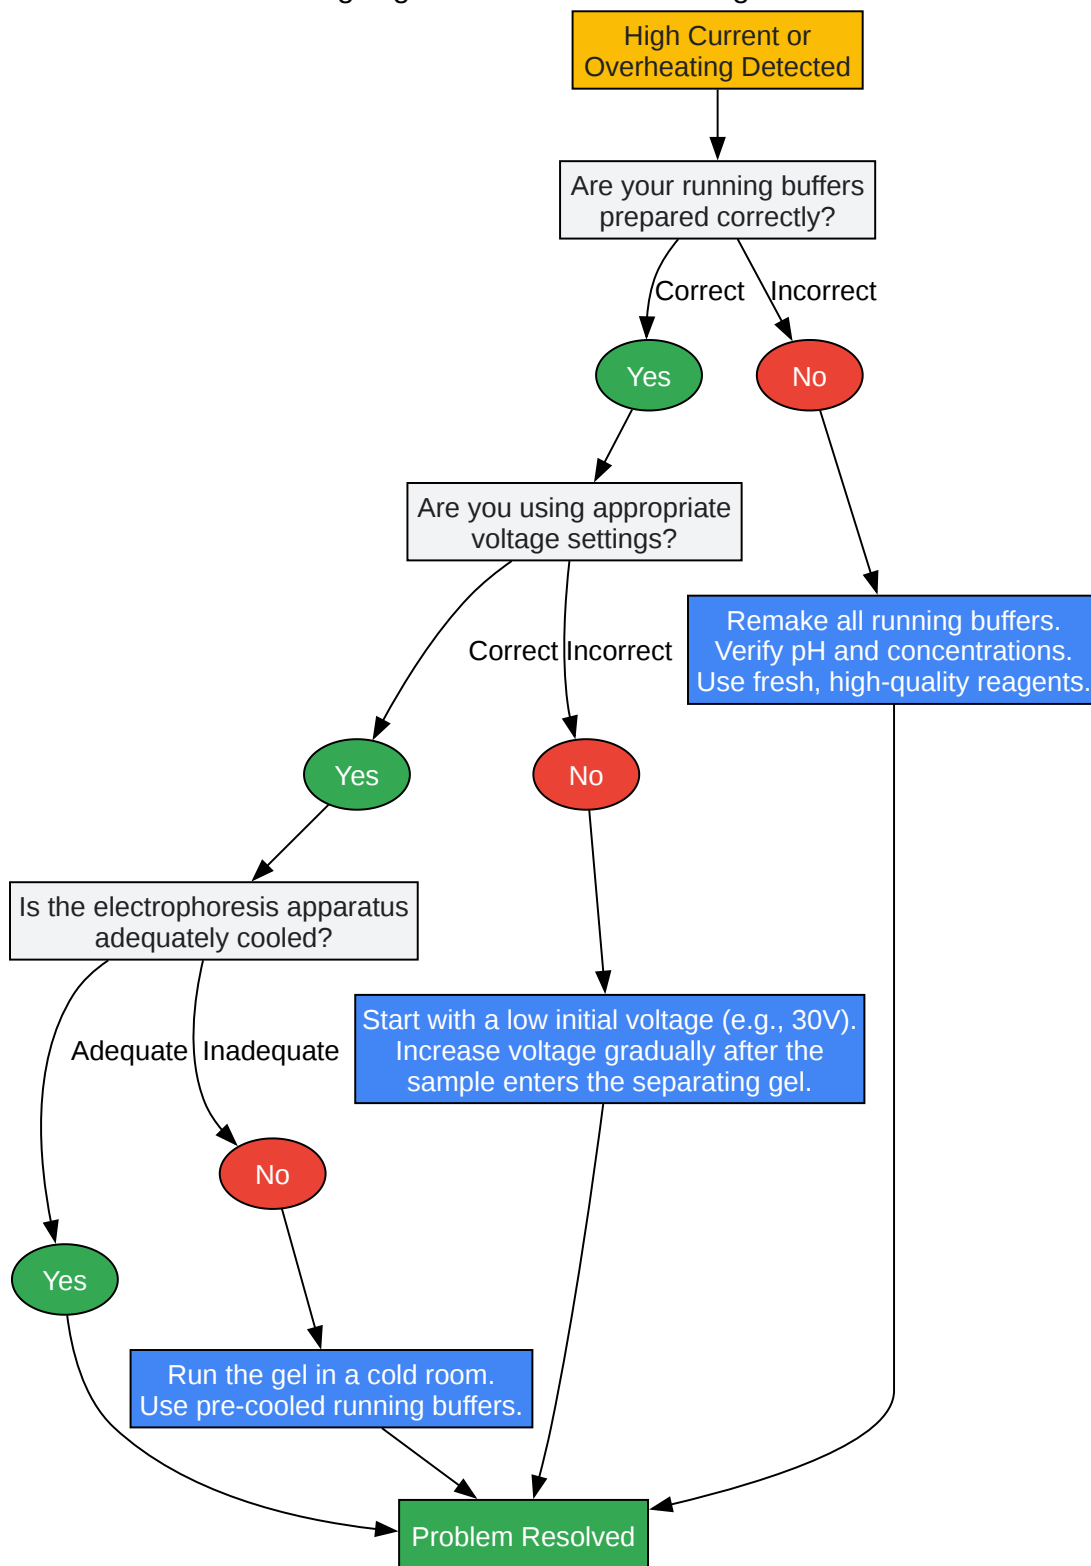 High Current or
Overheating Detected
Are your running buffers
prepared correctly?
Correct
Incorrect
Yes
No
Are you using appropriate
voltage settings?
Remake all running buffers.
Verify pH and concentrations.
Use fresh, high-quality reagents.
Correct
Incorrect
Yes
No
Is the electrophoresis apparatus
adequately cooled?
Start with a low initial voltage (e.g., 30V).
Increase voltage gradually after the
sample enters the separating gel.
Adequate
Inadequate
No
Yes
Run the gel in a cold room.
Use pre-cooled running buffers.
Problem Resolved